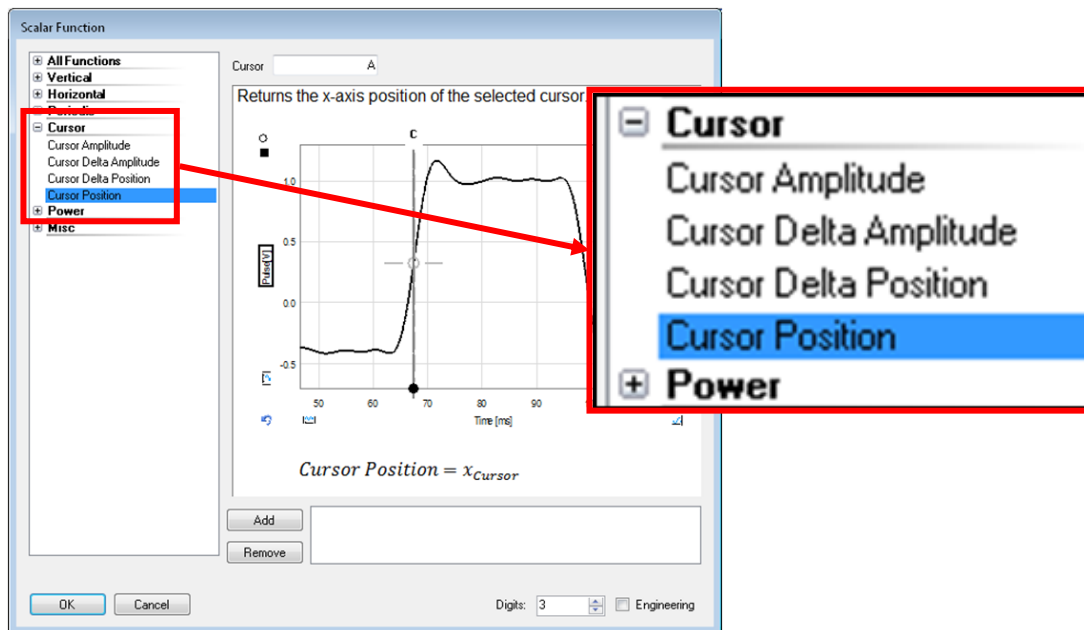 Scalar Function
All Functions
Vertical
Horizontal
Periodic
Cursor
Cursor Amplitude
Cursor Delta Amplitude
Cursor Delta Position
Cursor Position
Power
Misc
Cursor A
Returns the x-axis position of the selected cursor.
C
1.0
0.5
0.0
-0.5
Pulse[V]
50 60 70 80 90
Time [ms]
Cursor Position = x_Cursor
Add
Remove
OK Cancel Digits: 3 Engineering
Cursor
Cursor Amplitude
Cursor Delta Amplitude
Cursor Delta Position
Cursor Position
Power